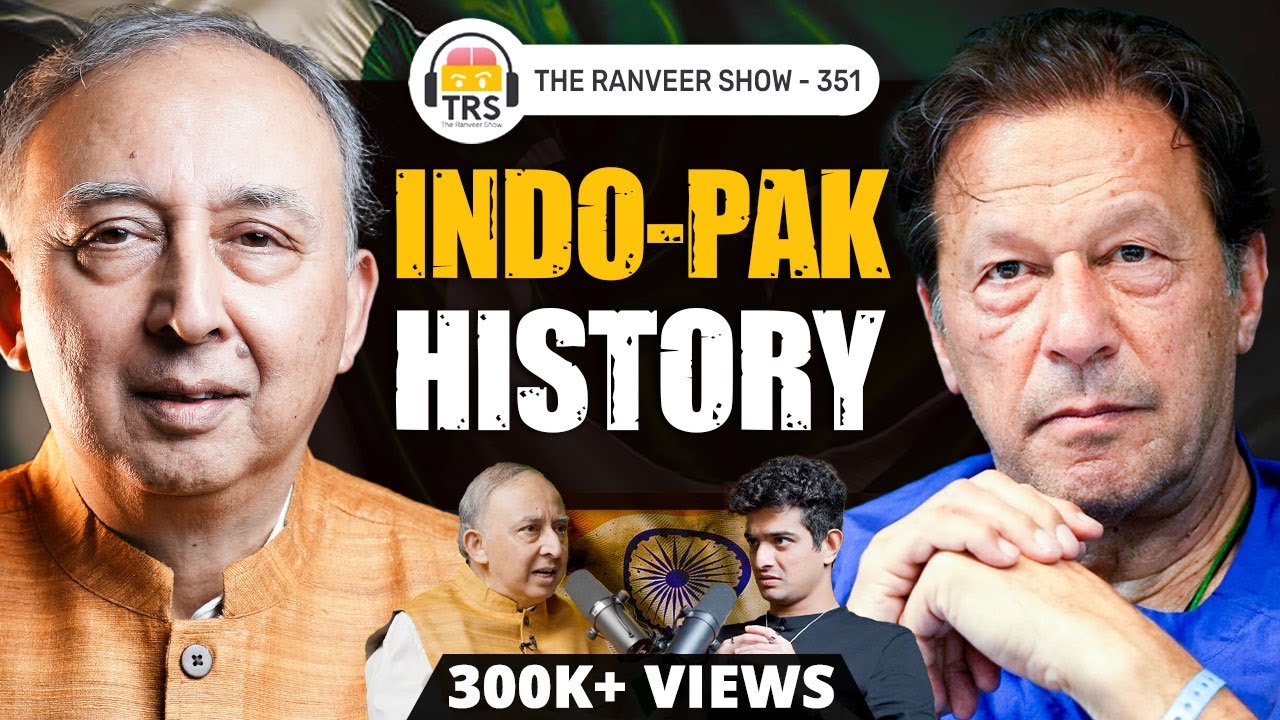 THE RANVEER SHOW - 351
TRS
The Ranveer Show
INDO-PAK
HISTORY
300K+ VIEWS